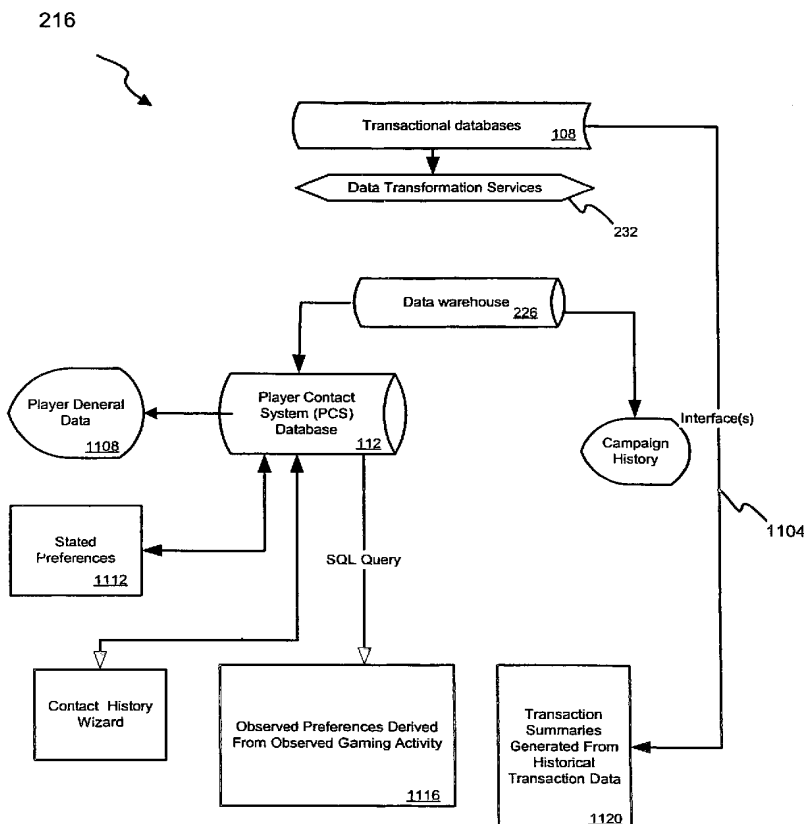 216
Transactional databases
108
Data Transformation Services
232
Data warehouse
226
Player Deneral
Data
1108
Player Contact
System (PCS)
Database
112
Campaign
History
Interface(s)
1104
Stated
Preferences
1112
SQL Query
Contact History
Wizard
Observed Preferences Derived
From Observed Gaming Activity
1116
Transaction
Summaries
Generated From
Historical
Transaction Data
1120